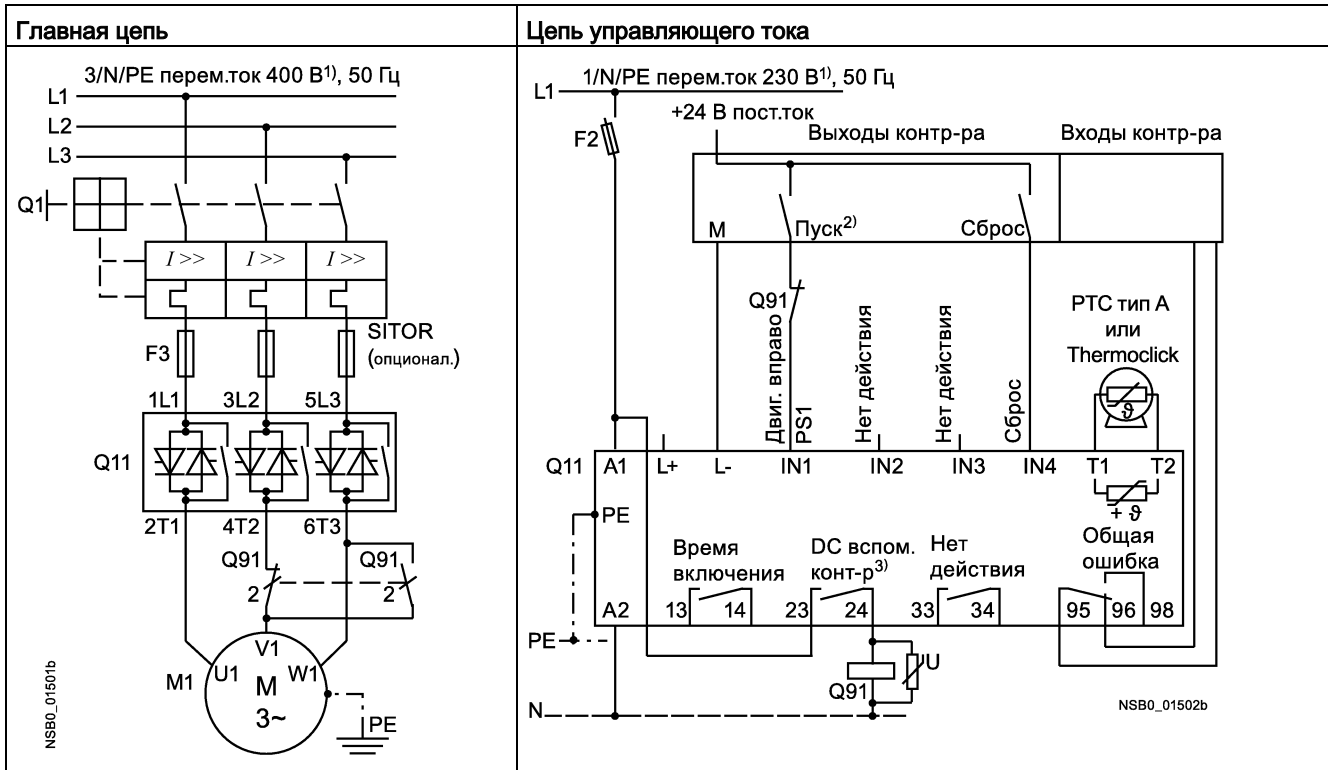 Главная цепь
3/N/PE перем.ток 400 В1), 50 Гц
L1
L2
L3
Q1
I >> I >> I >>
F3
SITOR
(опционал.)
1L1 3L2 5L3
Q11
2T1 4T2 6T3
Q91 Q91
2 2
M1
U1 V1 W1
M
3~
PE
NSB0_01501b
Цепь управляющего тока
1/N/PE перем.ток 230 В1), 50 Гц
L1
+24 В пост.ток
F2
Выходы контр-ра
Входы контр-ра
M
Пуск2)
Сброс
Q91
Двиг. вправо
PS1
Нет действия
Нет действия
Сброс
PTC тип A
или
Thermoclick
ϑ
Q11
A1 L+ L- IN1 IN2 IN3 IN4 T1 T2
+ ϑ
PE
Время
включения
DC вспом.
конт-р3)
Нет
действия
Общая
ошибка
A2 13 14 23 24 33 34 95 96 98
PE
Q91
U
N
NSB0_01502b